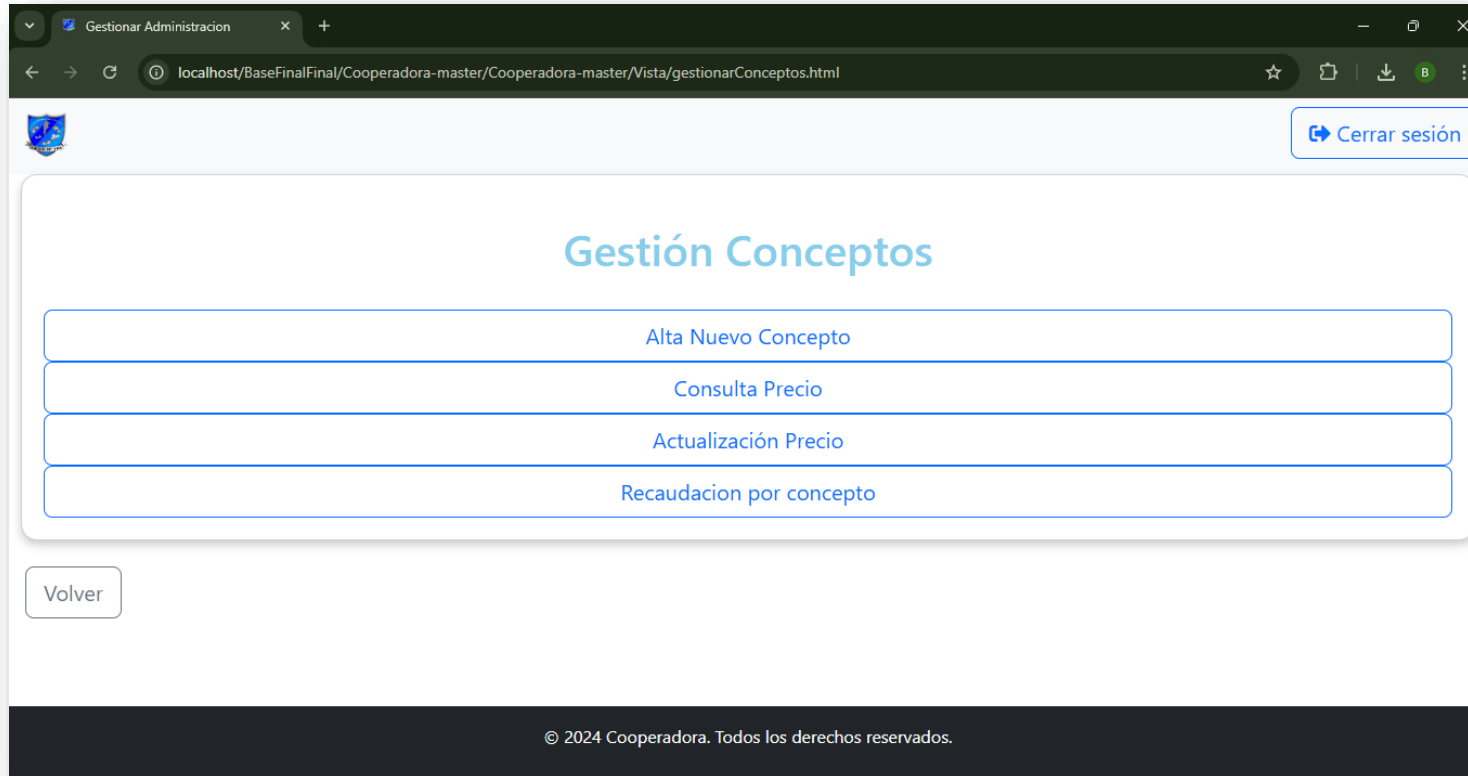 Gestionar Administracion
localhost/BaseFinalFinal/Cooperadora-master/Cooperadora-master/Vista/gestionarConceptos.html
B
Cerrar sesión
Gestión Conceptos
Alta Nuevo Concepto
Consulta Precio
Actualización Precio
Recaudacion por concepto
Volver
© 2024 Cooperadora. Todos los derechos reservados.